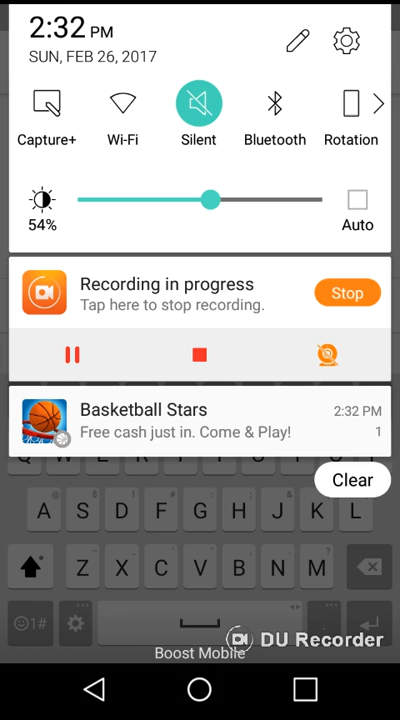 2:32 PM
SUN, FEB 26, 2017
Capture+ Wi-Fi Silent Bluetooth Rotation
54% Auto
Recording in progress
Tap here to stop recording.
Stop
Basketball Stars 2:32 PM
Free cash just in. Come & Play! 1
Clear
A S D F G H J K L
Z X C V B N M
1#
DU Recorder
Boost Mobile